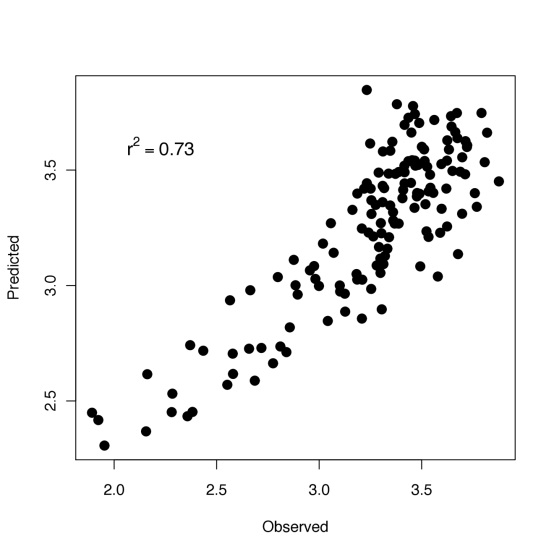 r² = 0.73
3.5
3.0
2.5
Predicted
2.0 2.5 3.0 3.5
Observed